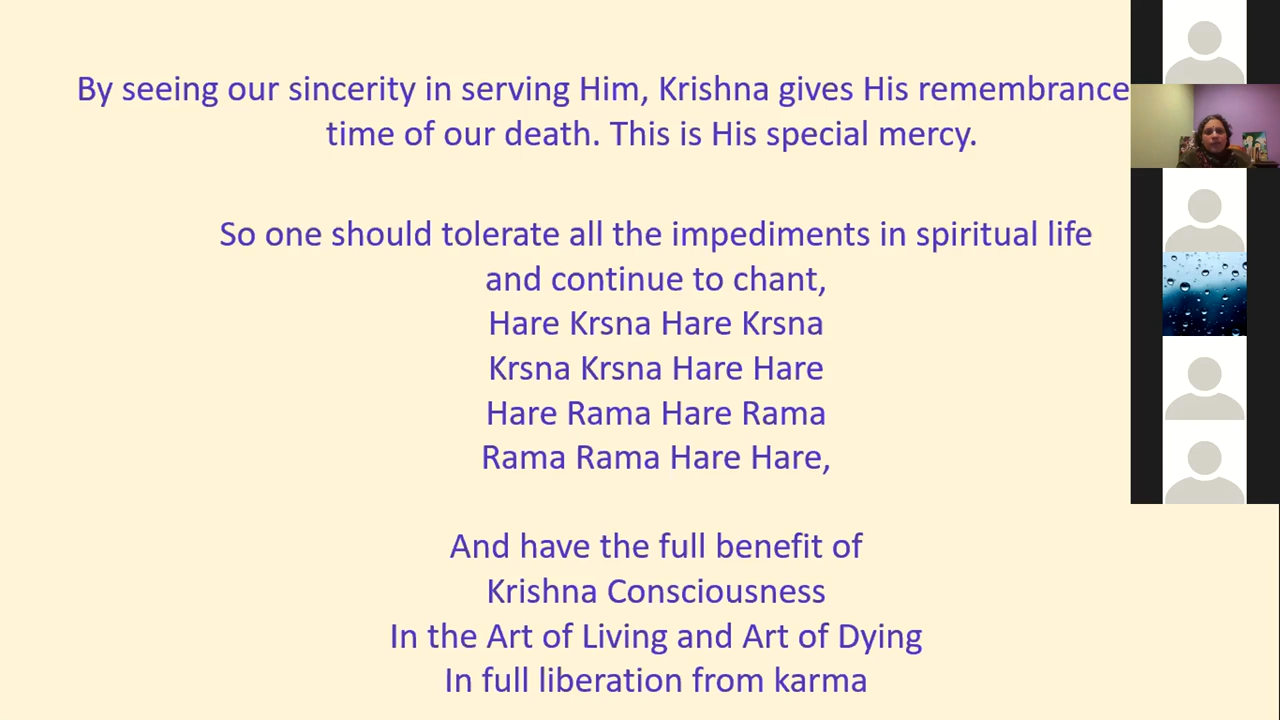 By seeing our sincerity in serving Him, Krishna gives His remembrance
time of our death. This is His special mercy.
So one should tolerate all the impediments in spiritual life
and continue to chant,
Hare Krsna Hare Krsna
Krsna Krsna Hare Hare
Hare Rama Hare Rama
Rama Rama Hare Hare,
And have the full benefit of
Krishna Consciousness
In the Art of Living and Art of Dying
In full liberation from karma